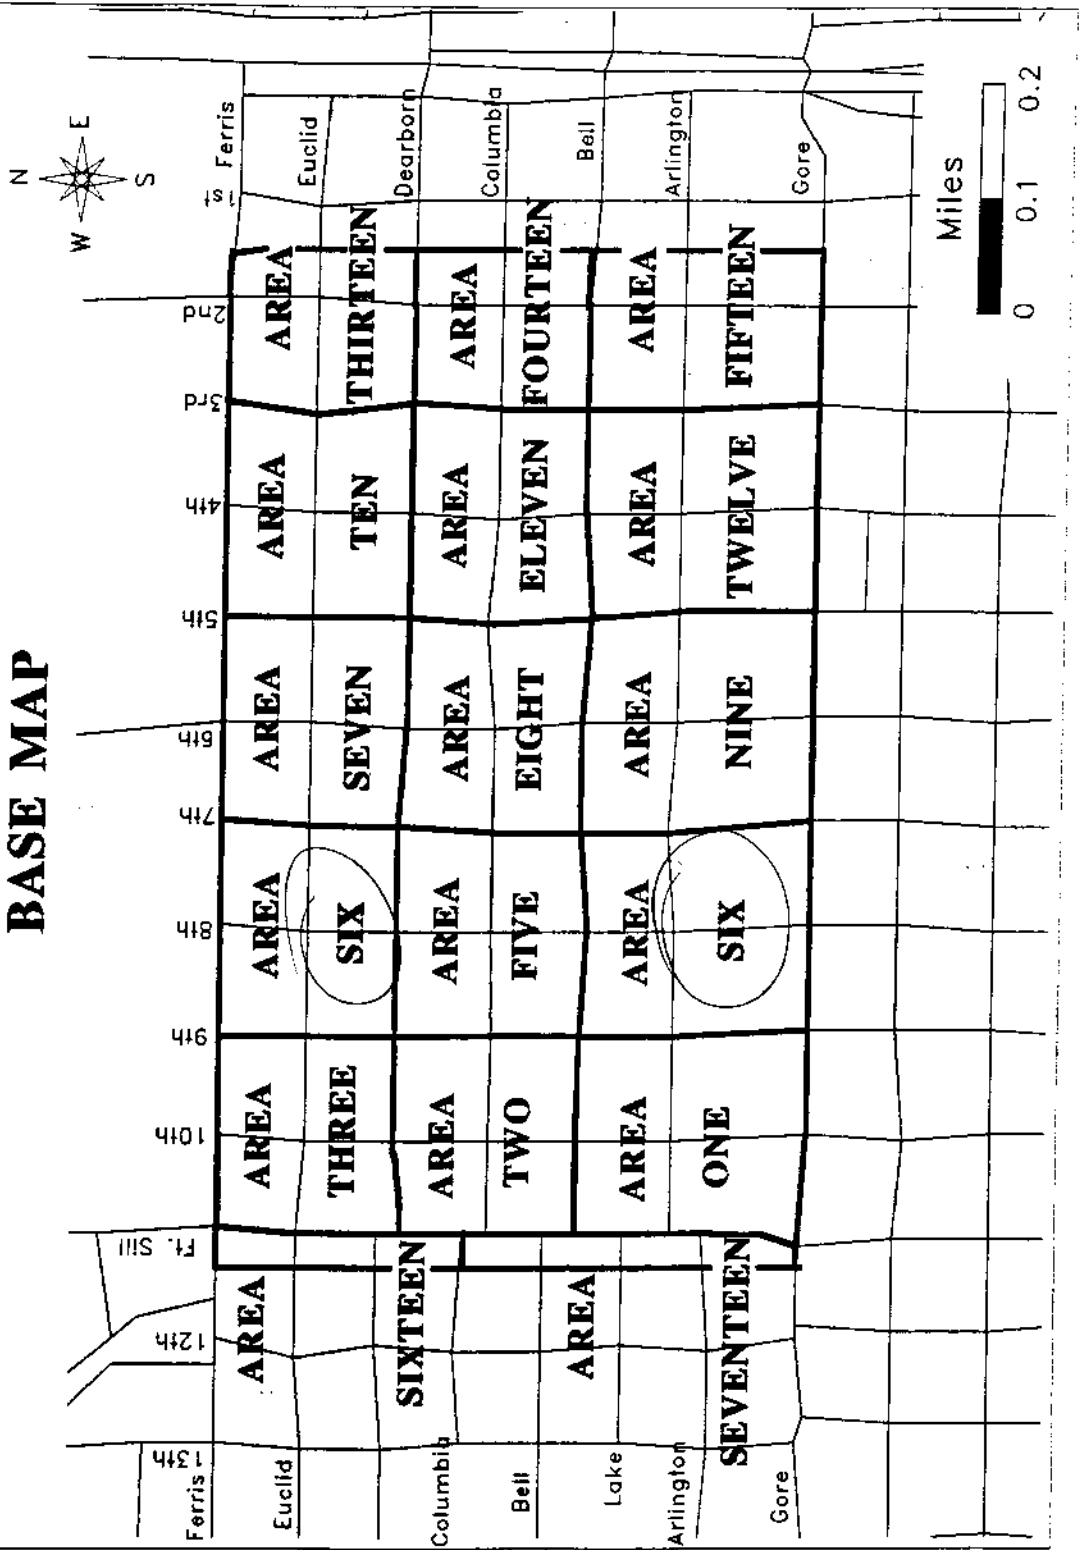 BASE MAP
N
W E
S
Ferris
Euclid
Dearborn
Columbia
Bell
Arlington
Gore
1st
2nd
3rd
4th
5th
6th
7th
8th
9th
10th
Ft. Sill
12th
13th
AREA
THIRTEEN
AREA
FOURTEEN
AREA
FIFTEEN
AREA
TEN
AREA
ELEVEN
AREA
TWELVE
AREA
SEVEN
AREA
EIGHT
AREA
NINE
AREA
SIX
AREA
FIVE
AREA
SIX
AREA
THREE
AREA
TWO
AREA
ONE
AREA
SIXTEEN
AREA
SEVENTEEN
Ferris
Euclid
Columbia
Bell
Lake
Arlington
Gore
Miles
0 0.1 0.2